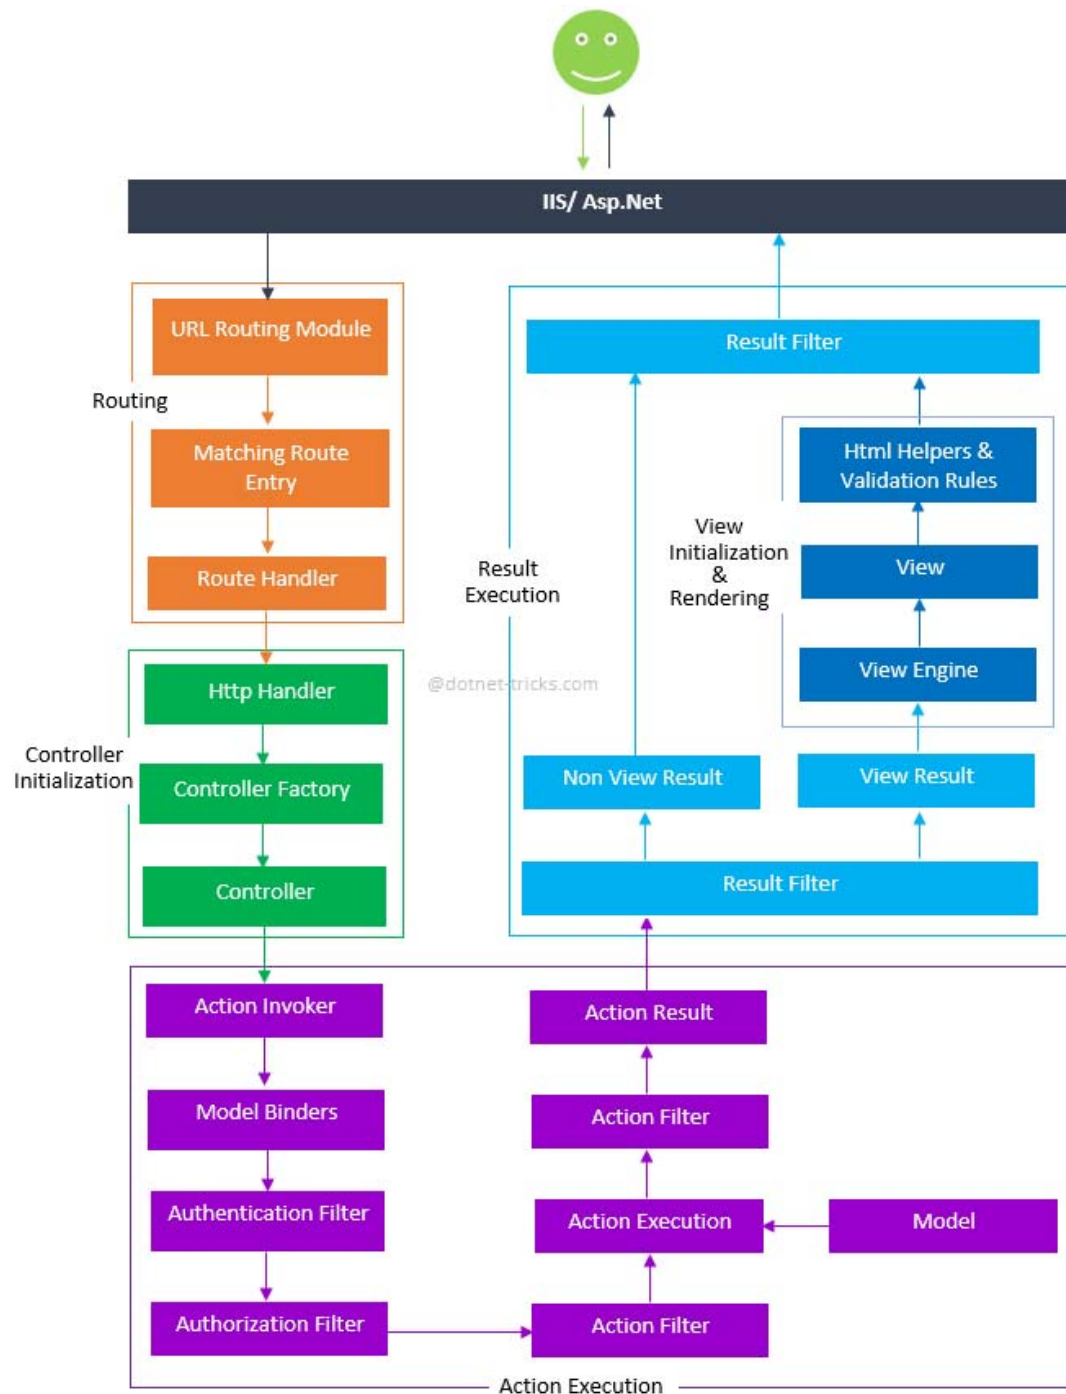 IIS/ Asp.Net
URL Routing Module
Routing
Matching Route
Entry
Route Handler
Http Handler
Controller
Initialization
Controller Factory
Controller
Action Invoker
Model Binders
Authentication Filter
Authorization Filter
Action Filter
Action Execution
Model
Action Filter
Action Result
Action Execution
Result Filter
Non View Result
View Result
Result
Execution
View Engine
View
Html Helpers &
Validation Rules
View
Initialization
&
Rendering
Result Filter
@dotnet-tricks.com